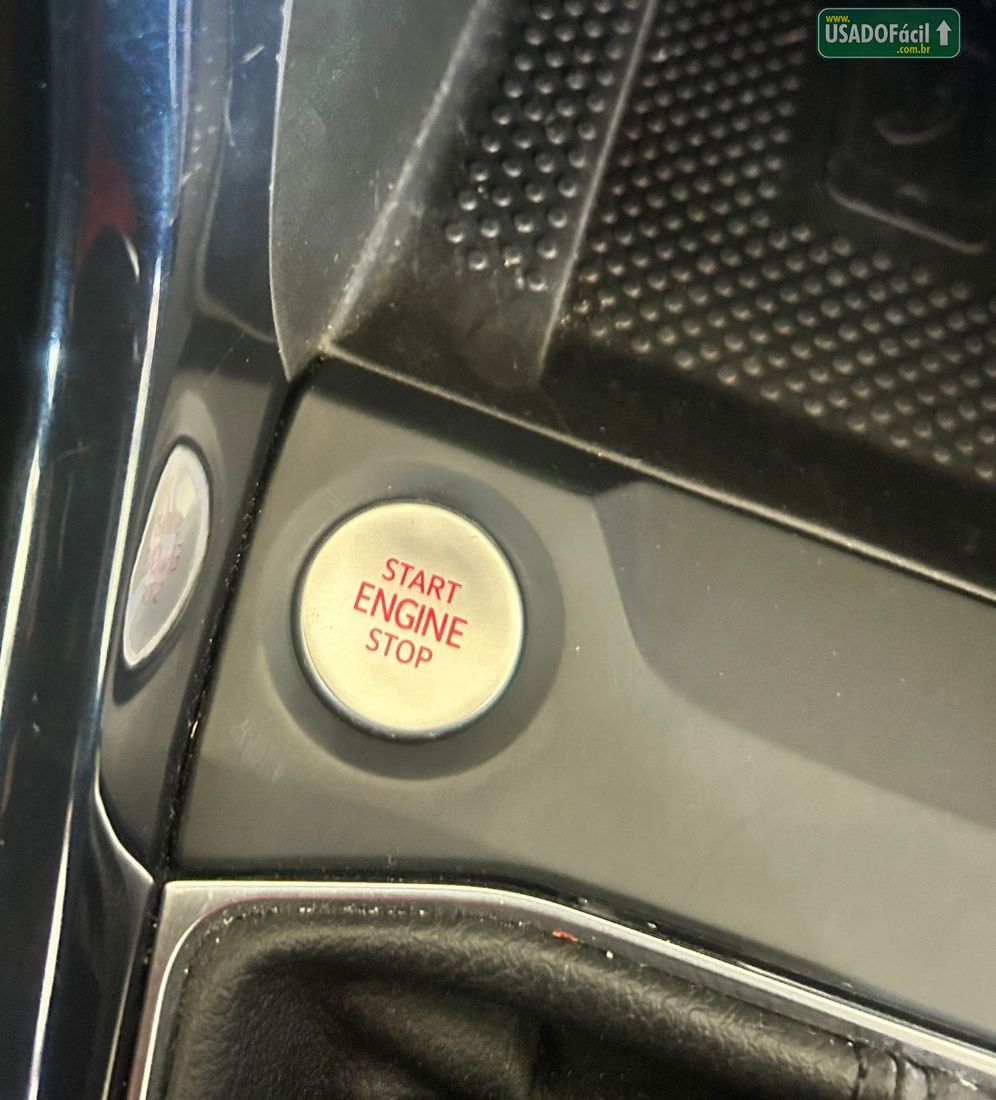 www.
USADOFácil
.com.br
START
ENGINE
STOP